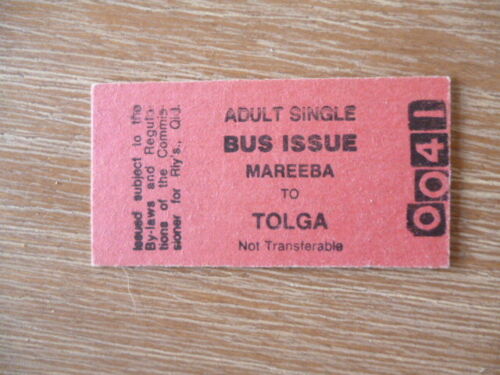 Issued subject to the
By-laws and Regula-
tions of the Commis-
sioner for Rly's., Qld.
ADULT SINGLE
BUS ISSUE
MAREEBA
TO
TOLGA
Not Transferable
0041